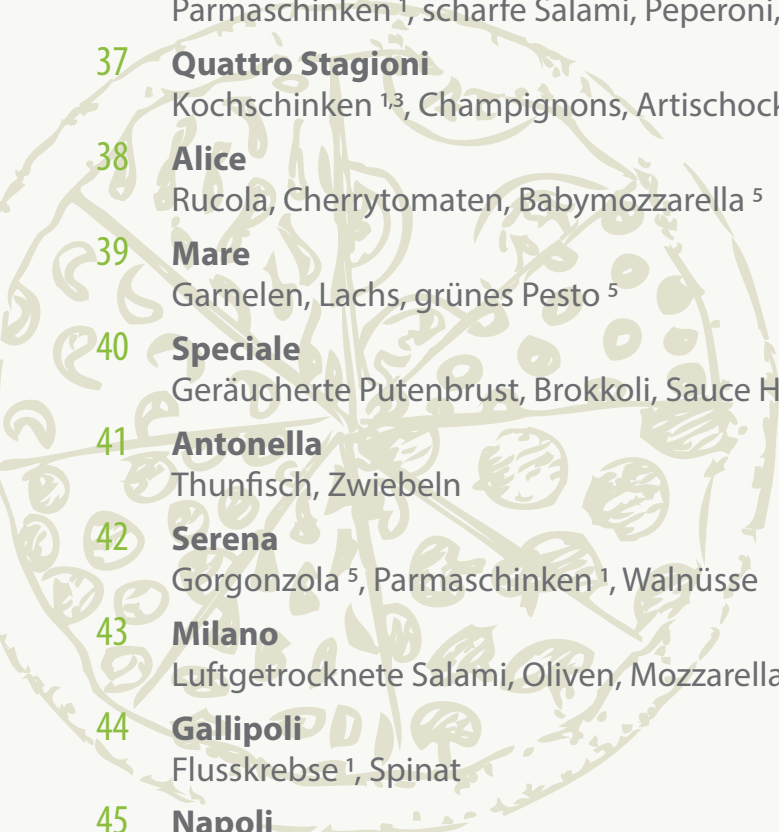 Parmaschinken ¹, scharfe Salami, Peperoni,
37 Quattro Stagioni
Kochschinken ¹,³, Champignons, Artischock
38 Alice
Rucola, Cherrytomaten, Babymozzarella ⁵
39 Mare
Garnelen, Lachs, grünes Pesto ⁵
40 Speciale
Geräucherte Putenbrust, Brokkoli, Sauce H
41 Antonella
Thunfisch, Zwiebeln
42 Serena
Gorgonzola ⁵, Parmaschinken ¹, Walnüsse
43 Milano
Luftgetrocknete Salami, Oliven, Mozzarella
44 Gallipoli
Flusskrebse ¹, Spinat
45 Napoli